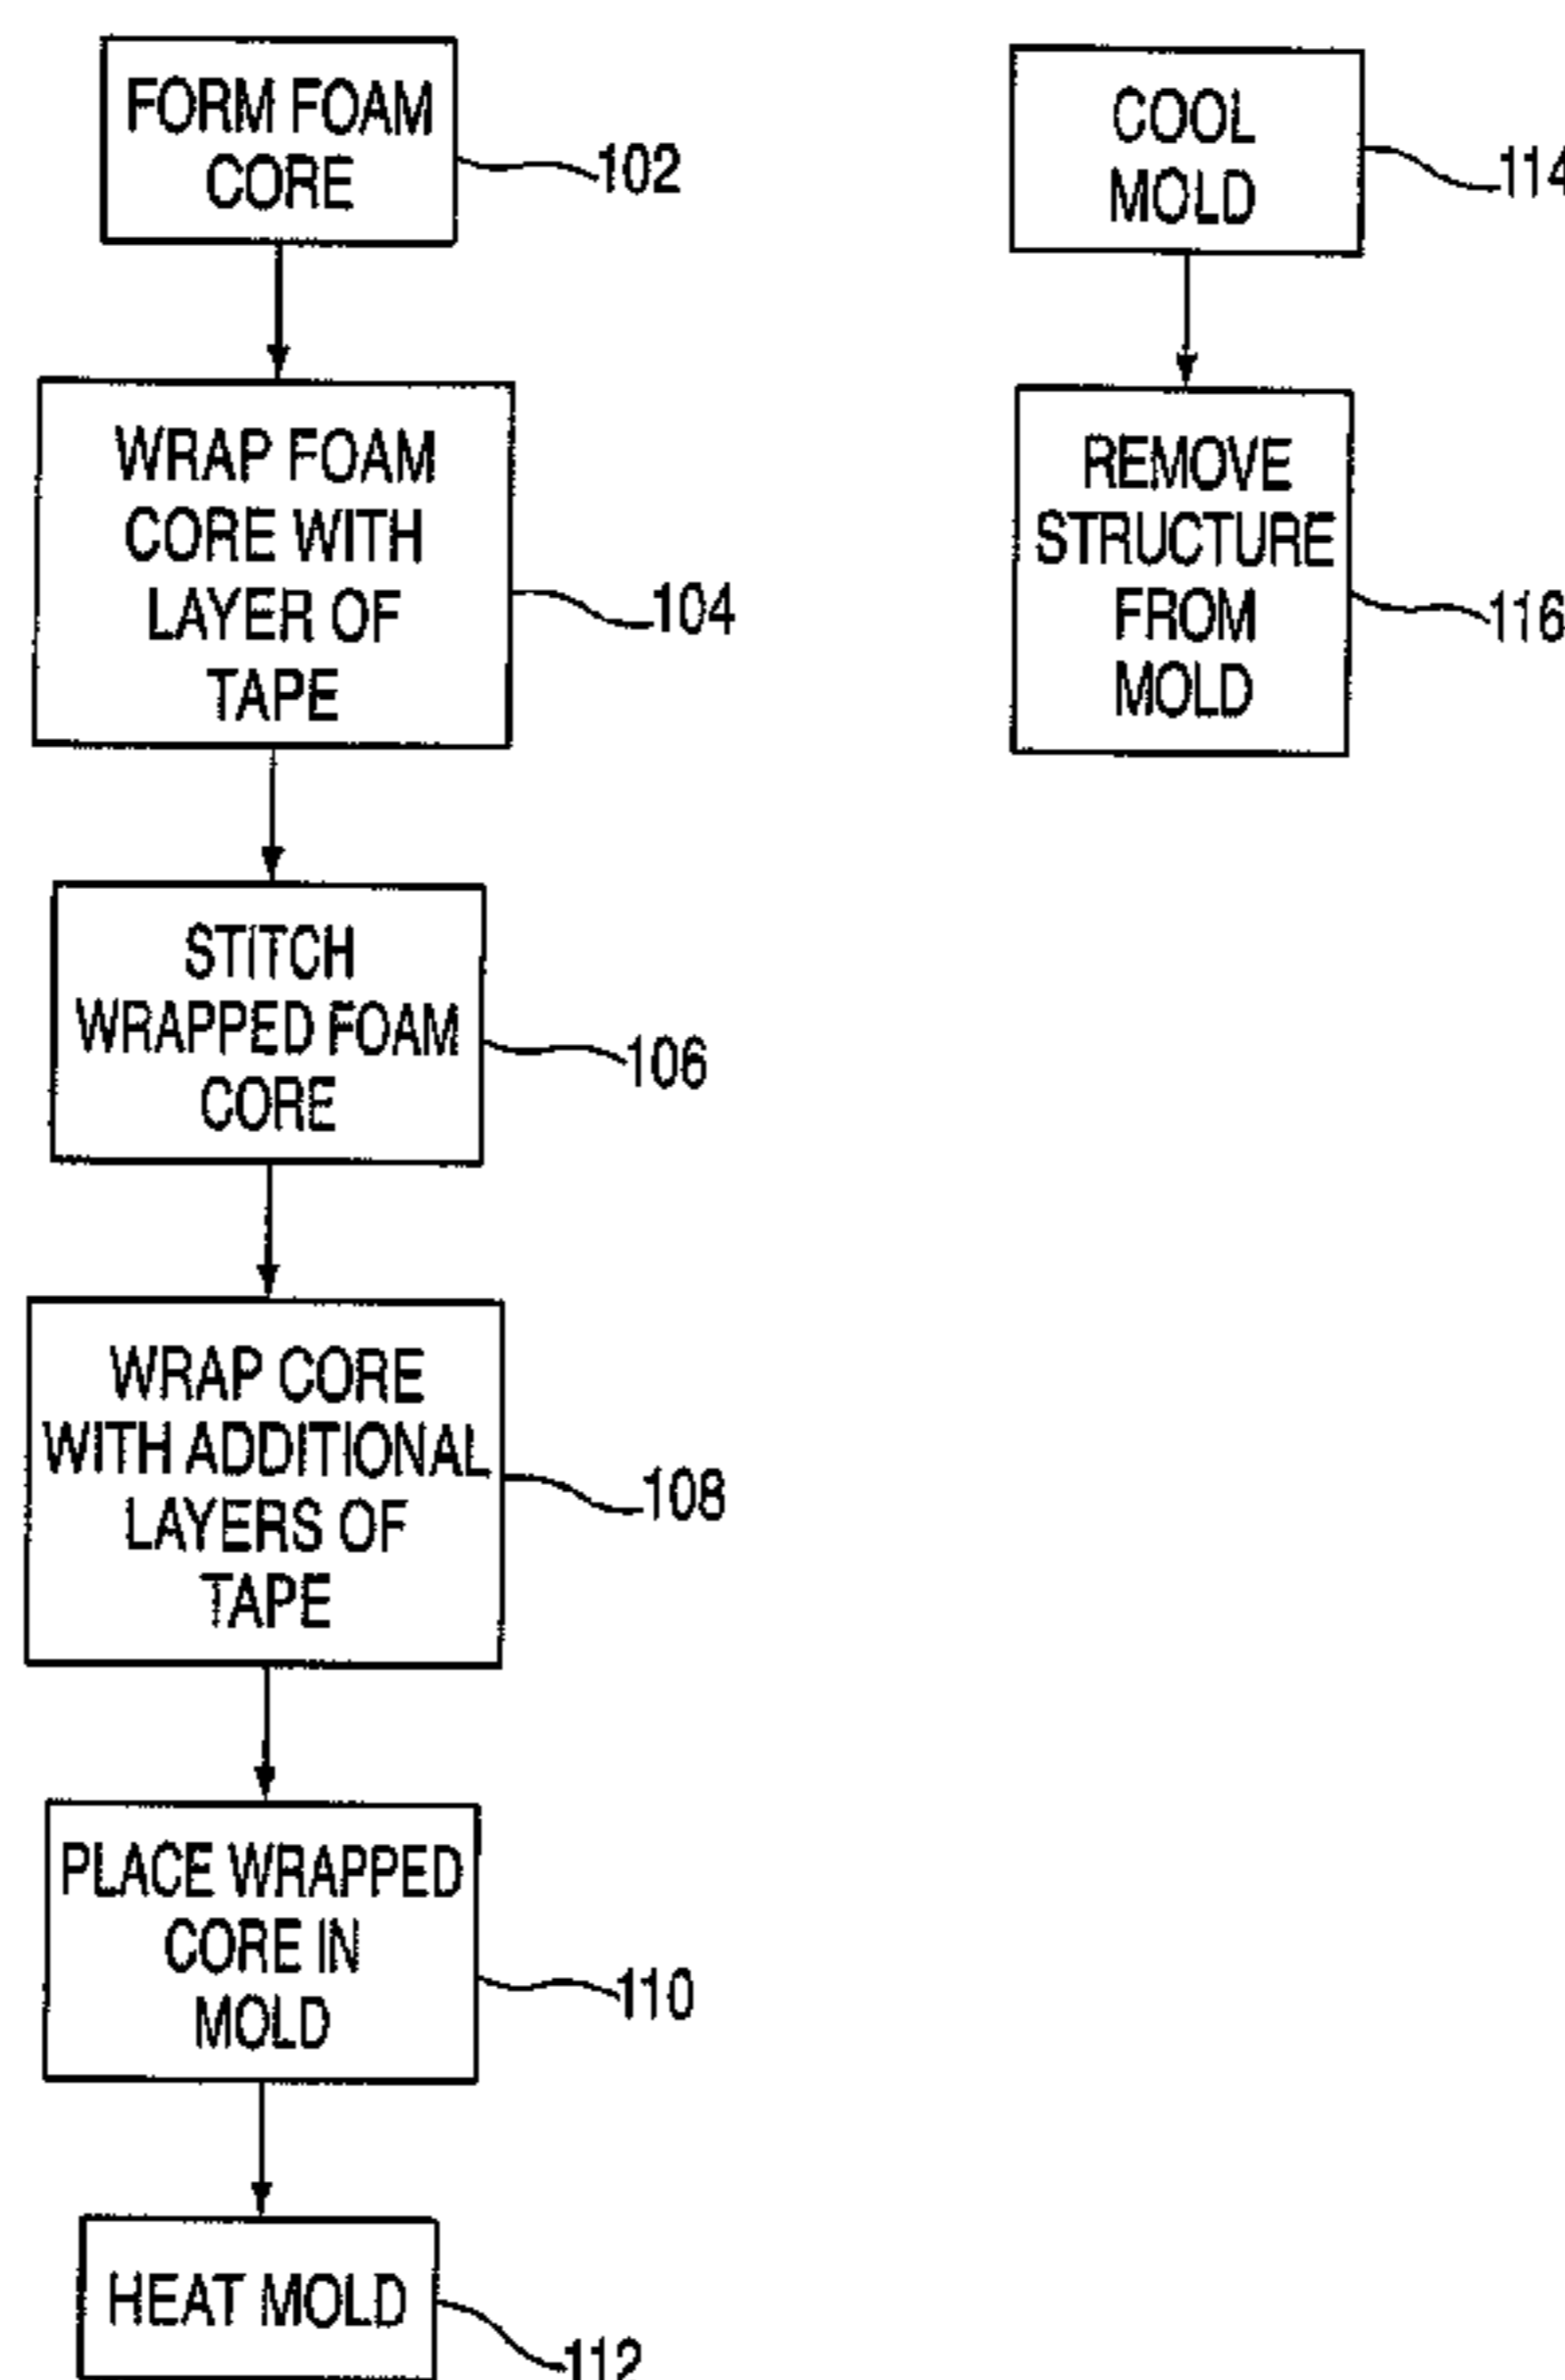 FORM FOAM
CORE
102
WRAP FOAM
CORE WITH
LAYER OF
TAPE
104
STITCH
WRAPPED FOAM
CORE
106
WRAP CORE
WITH ADDITIONAL
LAYERS OF
TAPE
108
PLACE WRAPPED
CORE IN
MOLD
110
HEAT MOLD
112
COOL
MOLD
114
REMOVE
STRUCTURE
FROM
MOLD
116